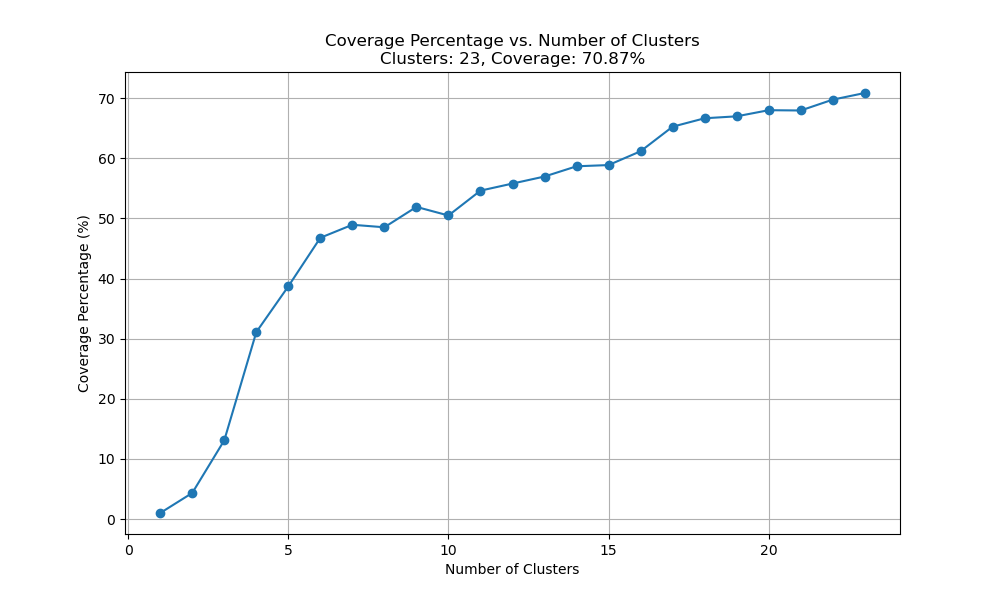 Coverage Percentage vs. Number of Clusters
Clusters: 23, Coverage: 70.87%
Coverage Percentage (%)
70
60
50
40
30
20
10
0
0 5 10 15 20
Number of Clusters